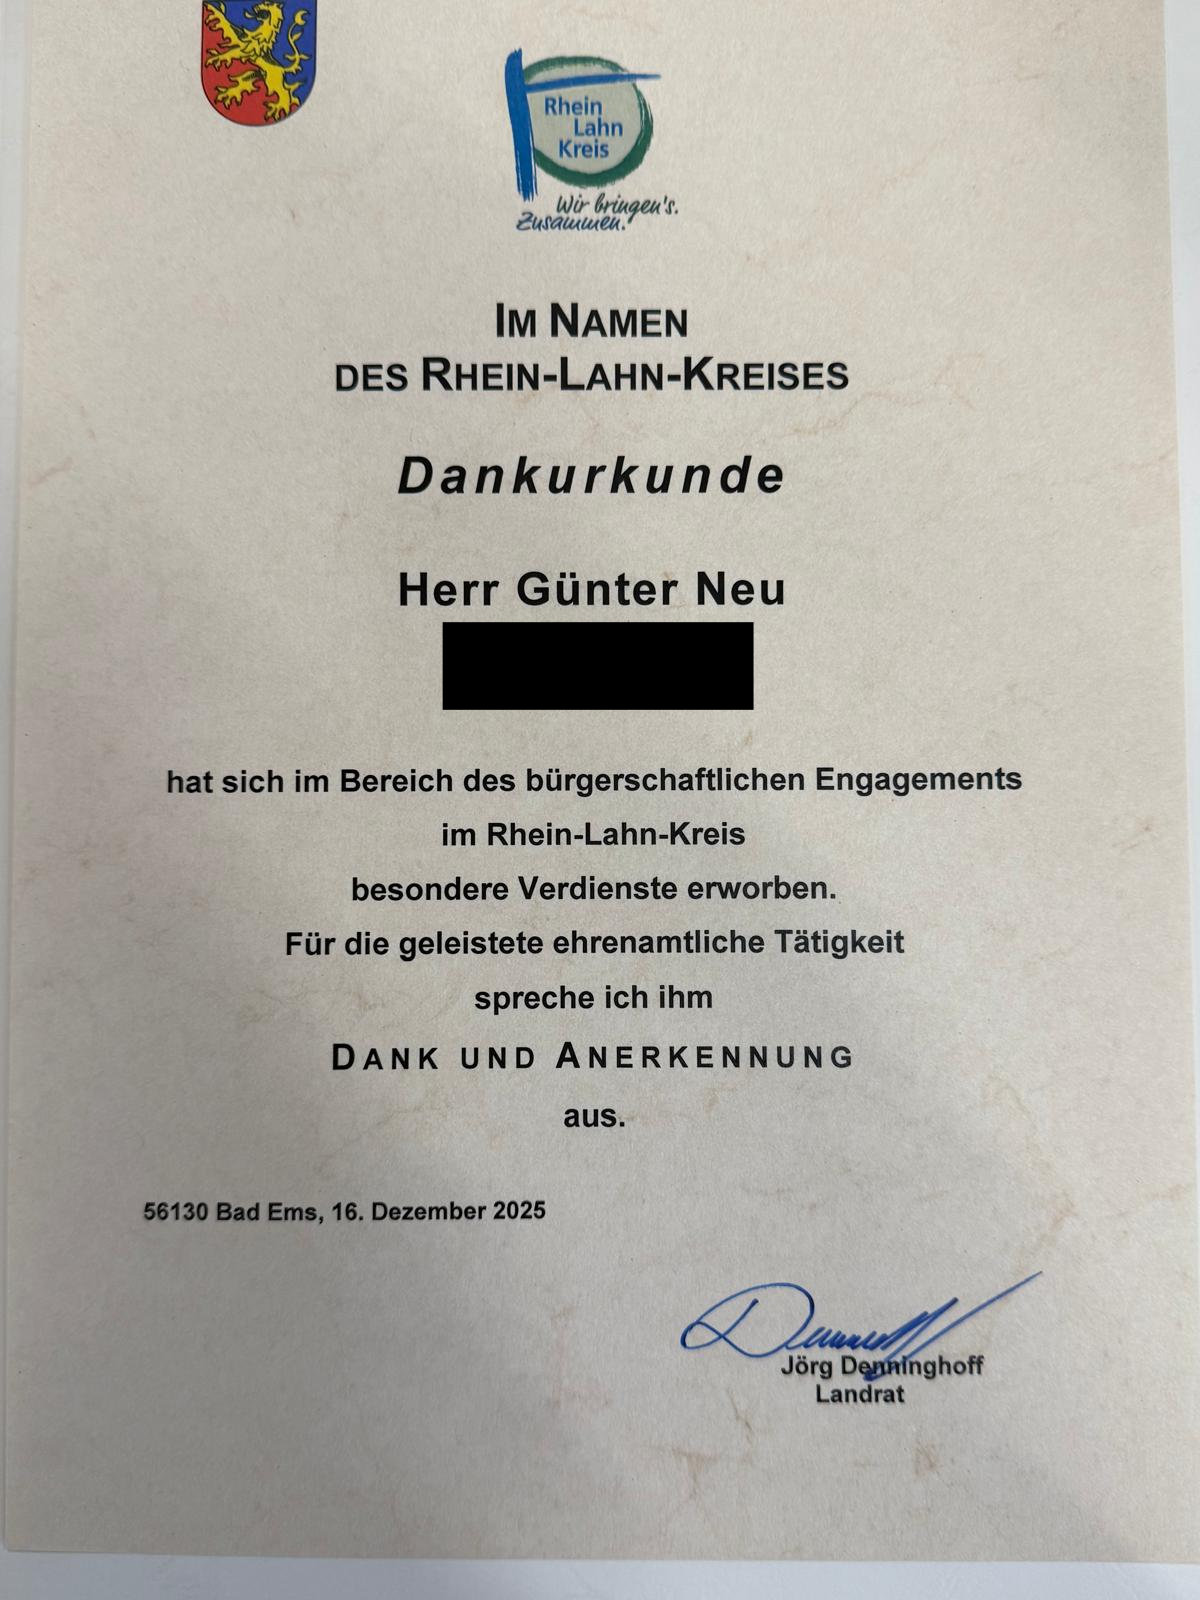 Rhein
Lahn
Kreis
Wir bringen's.
Zusammen.
IM NAMEN
DES RHEIN-LAHN-KREISES
Dankurkunde
Herr Günter Neu
hat sich im Bereich des bürgerschaftlichen Engagements
im Rhein-Lahn-Kreis
besondere Verdienste erworben.
Für die geleistete ehrenamtliche Tätigkeit
spreche ich ihm
DANK UND ANERKENNUNG
aus.
56130 Bad Ems, 16. Dezember 2025
Jörg Denninghoff
Landrat